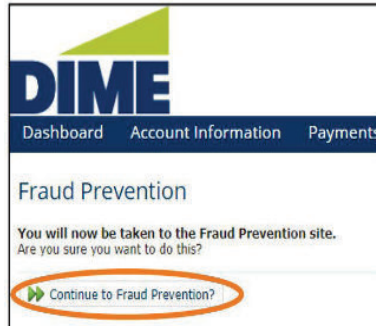 DIME
Dashboard Account Information Payments
Fraud Prevention
You will now be taken to the Fraud Prevention site.
Are you sure you want to do this?
Continue to Fraud Prevention?